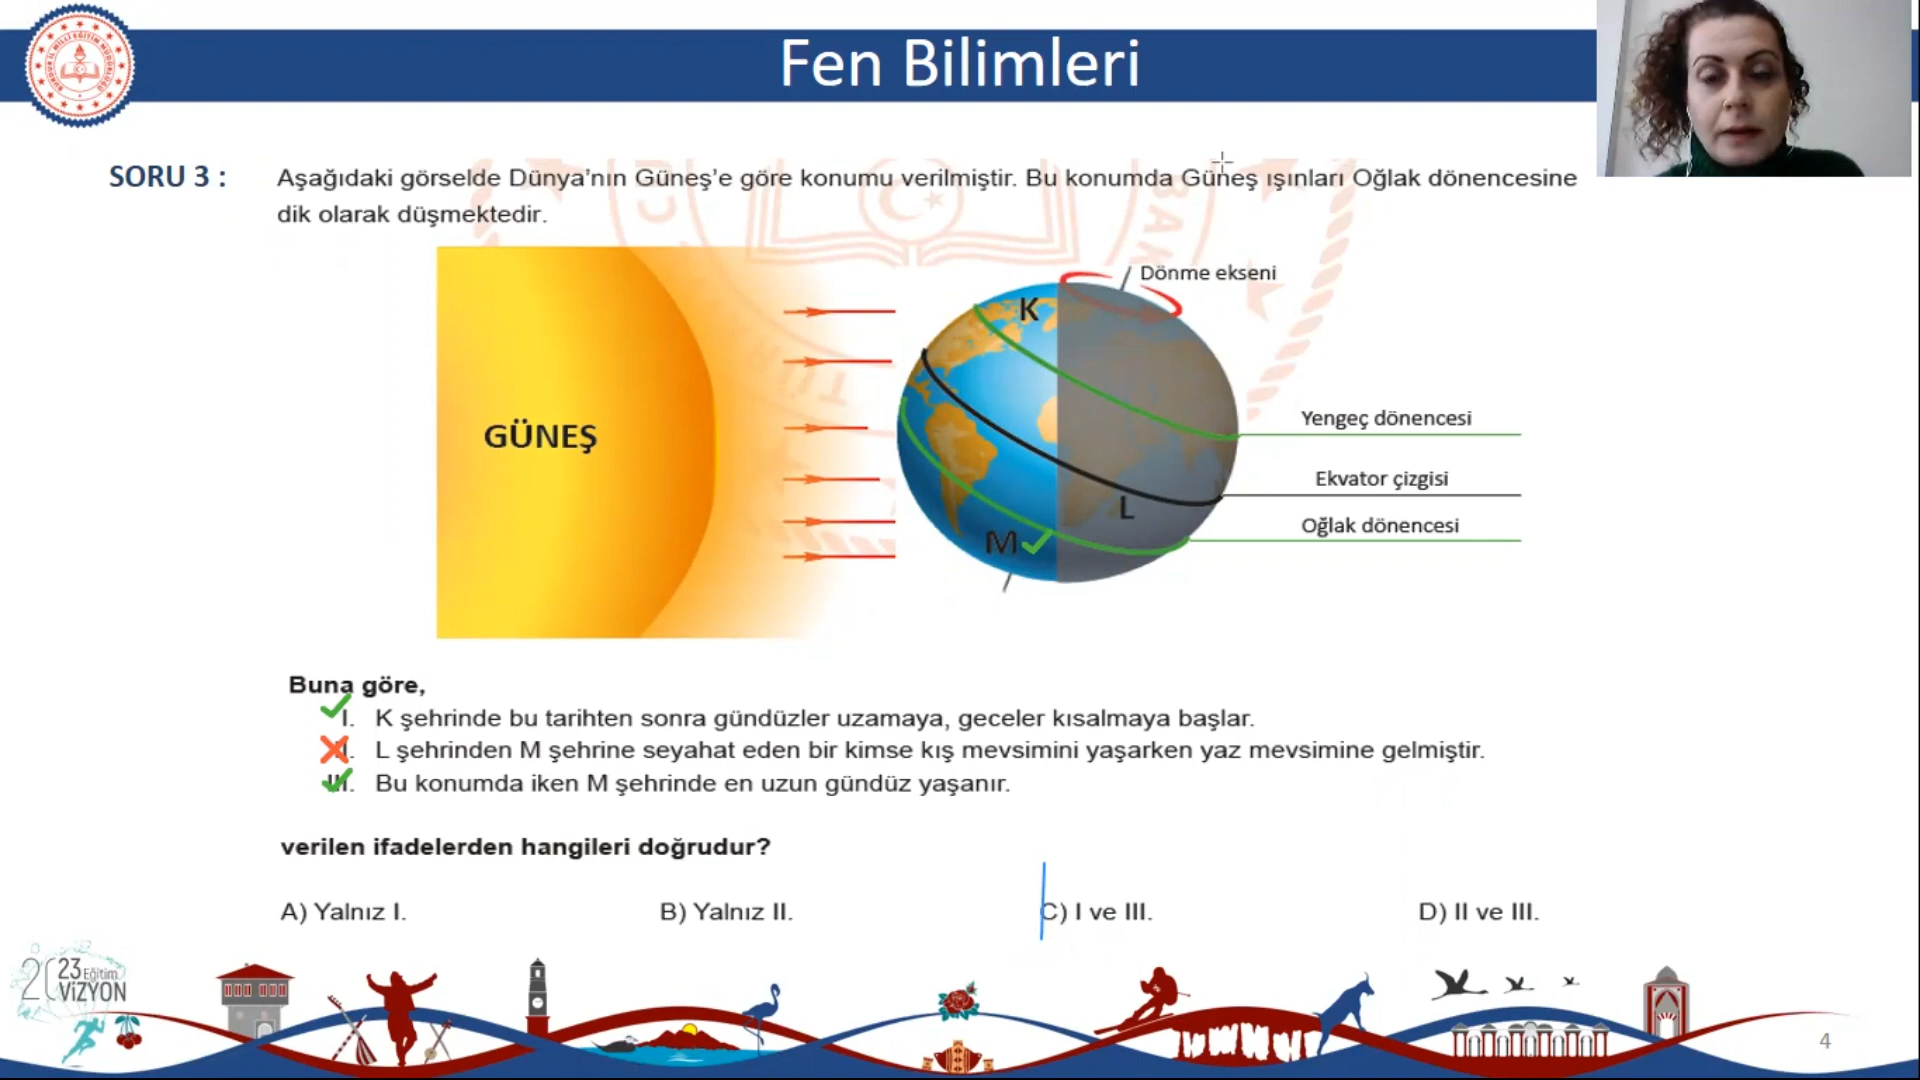 Fen Bilimleri
SORU 3 :
Aşağıdaki görselde Dünya'nın Güneş'e göre konumu verilmiştir. Bu konumda Güneş ışınları Oğlak dönencesine
dik olarak düşmektedir.
Dönme ekseni
K
GÜNEŞ
Yengeç dönencesi
Ekvator çizgisi
L
Oğlak dönencesi
M
Buna göre,
I. K şehrinde bu tarihten sonra gündüzler uzamaya, geceler kısalmaya başlar.
II. L şehrinden M şehrine seyahat eden bir kimse kış mevsimini yaşarken yaz mevsimine gelmiştir.
III. Bu konumda iken M şehrinde en uzun gündüz yaşanır.
verilen ifadelerden hangileri doğrudur?
A) Yalnız I.
B) Yalnız II.
C) I ve III.
D) II ve III.
2023 Eğitim
VİZYON
4